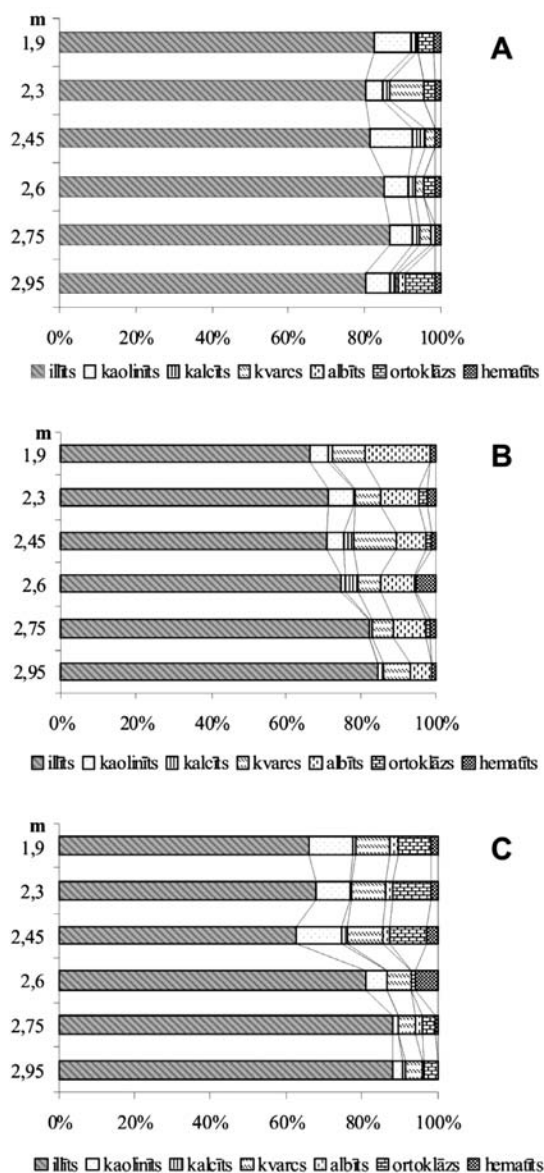 m
A
1,9
2,3
2,45
2,6
2,75
2,95
0% 20% 40% 60% 80% 100%
illīts kaolinīts kalcīts kvarcs albīts ortoklāzs hematīts
m
B
1,9
2,3
2,45
2,6
2,75
2,95
0% 20% 40% 60% 80% 100%
illīts kaolinīts kalcīts kvarcs albīts ortoklāzs hematīts
m
C
1,9
2,3
2,45
2,6
2,75
2,95
0% 20% 40% 60% 80% 100%
illīts kaolinīts kalcīts kvarcs albīts ortoklāzs hematīts